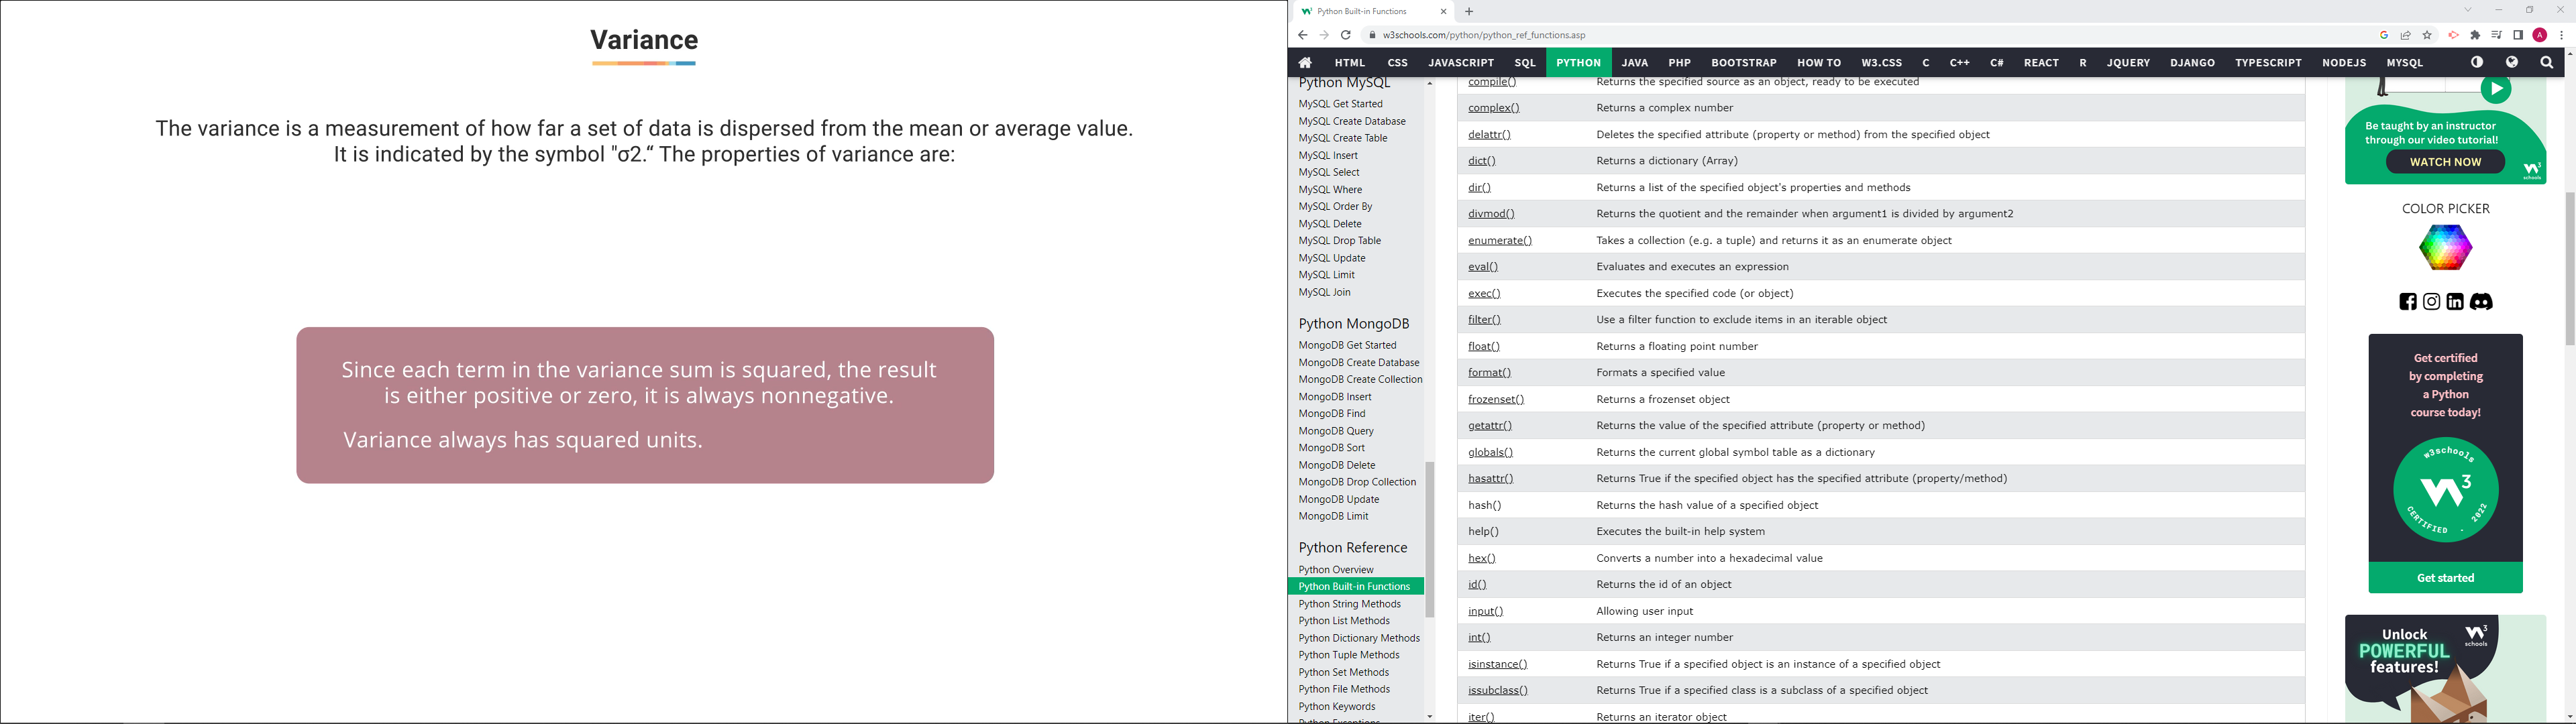 Variance
The variance is a measurement of how far a set of data is dispersed from the mean or average value.
It is indicated by the symbol "σ2.“ The properties of variance are:
Since each term in the variance sum is squared, the result
is either positive or zero, it is always nonnegative.
Variance always has squared units.
Python Built-in Functions
w3schools.com/python/python_ref_functions.asp
A
HTML CSS JAVASCRIPT SQL PYTHON JAVA PHP BOOTSTRAP HOW TO W3.CSS C C++ C# REACT R JQUERY DJANGO TYPESCRIPT NODEJS MYSQL
Python MySQL
MySQL Get Started
MySQL Create Database
MySQL Create Table
MySQL Insert
MySQL Select
MySQL Where
MySQL Order By
MySQL Delete
MySQL Drop Table
MySQL Update
MySQL Limit
MySQL Join
Python MongoDB
MongoDB Get Started
MongoDB Create Database
MongoDB Create Collection
MongoDB Insert
MongoDB Find
MongoDB Query
MongoDB Sort
MongoDB Delete
MongoDB Drop Collection
MongoDB Update
MongoDB Limit
Python Reference
Python Overview
Python Built-in Functions
Python String Methods
Python List Methods
Python Dictionary Methods
Python Tuple Methods
Python Set Methods
Python File Methods
Python Keywords
Python Exceptions
compile() Returns the specified source as an object, ready to be executed
complex() Returns a complex number
delattr() Deletes the specified attribute (property or method) from the specified object
dict() Returns a dictionary (Array)
dir() Returns a list of the specified object's properties and methods
divmod() Returns the quotient and the remainder when argument1 is divided by argument2
enumerate() Takes a collection (e.g. a tuple) and returns it as an enumerate object
eval() Evaluates and executes an expression
exec() Executes the specified code (or object)
filter() Use a filter function to exclude items in an iterable object
float() Returns a floating point number
format() Formats a specified value
frozenset() Returns a frozenset object
getattr() Returns the value of the specified attribute (property or method)
globals() Returns the current global symbol table as a dictionary
hasattr() Returns True if the specified object has the specified attribute (property/method)
hash() Returns the hash value of a specified object
help() Executes the built-in help system
hex() Converts a number into a hexadecimal value
id() Returns the id of an object
input() Allowing user input
int() Returns an integer number
isinstance() Returns True if a specified object is an instance of a specified object
issubclass() Returns True if a specified class is a subclass of a specified object
iter() Returns an iterator object
Be taught by an instructor
through our video tutorial!
WATCH NOW
3
schools
COLOR PICKER
Get certified
by completing
a Python
course today!
w3schools
3
CERTIFIED . 2022
Get started
Unlock
POWERFUL
features!
3
schools